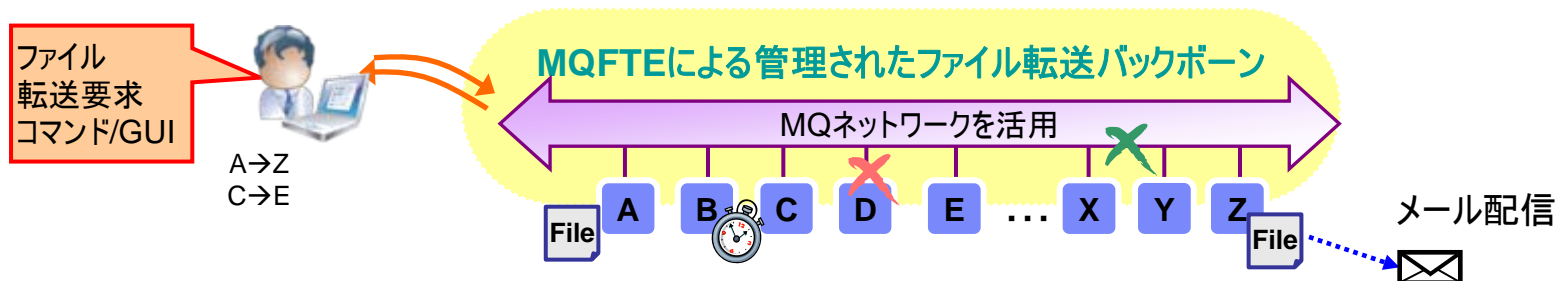 ファイル
転送要求
コマンド/GUI
A→Z
C→E
MQFTEによる管理されたファイル転送バックボーン
MQネットワークを活用
A B C D E ... X Y Z
File
File
メール配信